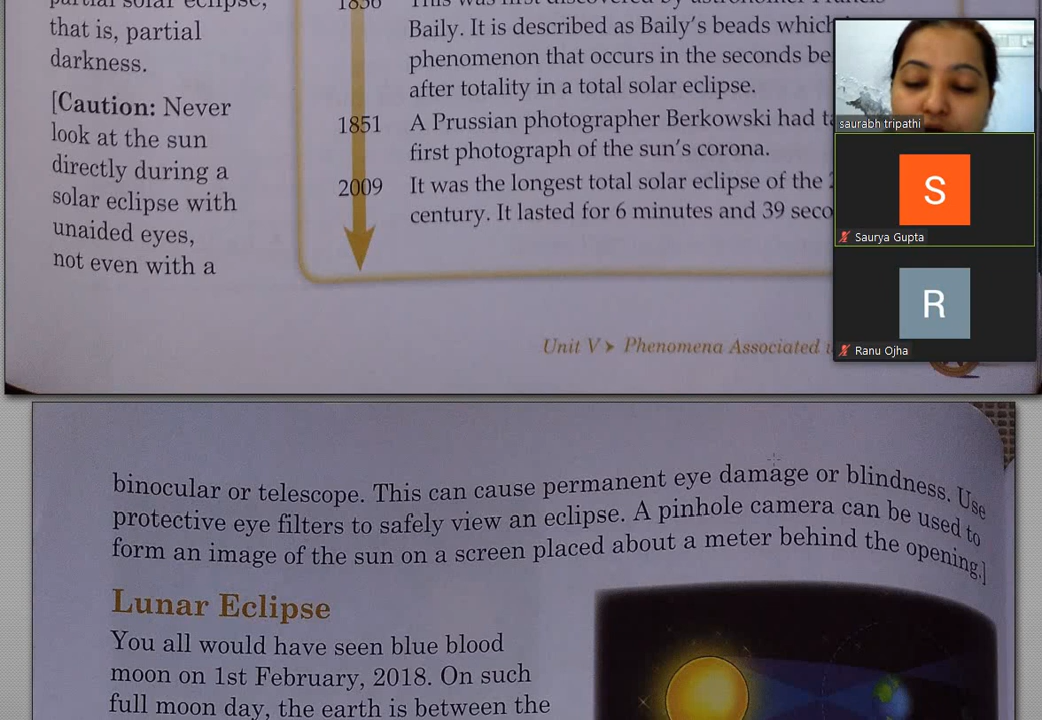 that is, partial
darkness.
[Caution: Never
look at the sun
directly during a
solar eclipse with
unaided eyes,
not even with a
Baily. It is described as Baily's beads which
phenomenon that occurs in the seconds be
after totality in a total solar eclipse.
1851 A Prussian photographer Berkowski had
first photograph of the sun's corona.
2009 It was the longest total solar eclipse of the
century. It lasted for 6 minutes and 39 seco
Unit V Phenomena Associated
saurabh tripathi
S
Saurya Gupta
R
Ranu Ojha
binocular or telescope. This can cause permanent eye damage or blindness. Use
protective eye filters to safely view an eclipse. A pinhole camera can be used to
form an image of the sun on a screen placed about a meter behind the opening.]
Lunar Eclipse
You all would have seen blue blood
moon on 1st February, 2018. On such
full moon day, the earth is between the